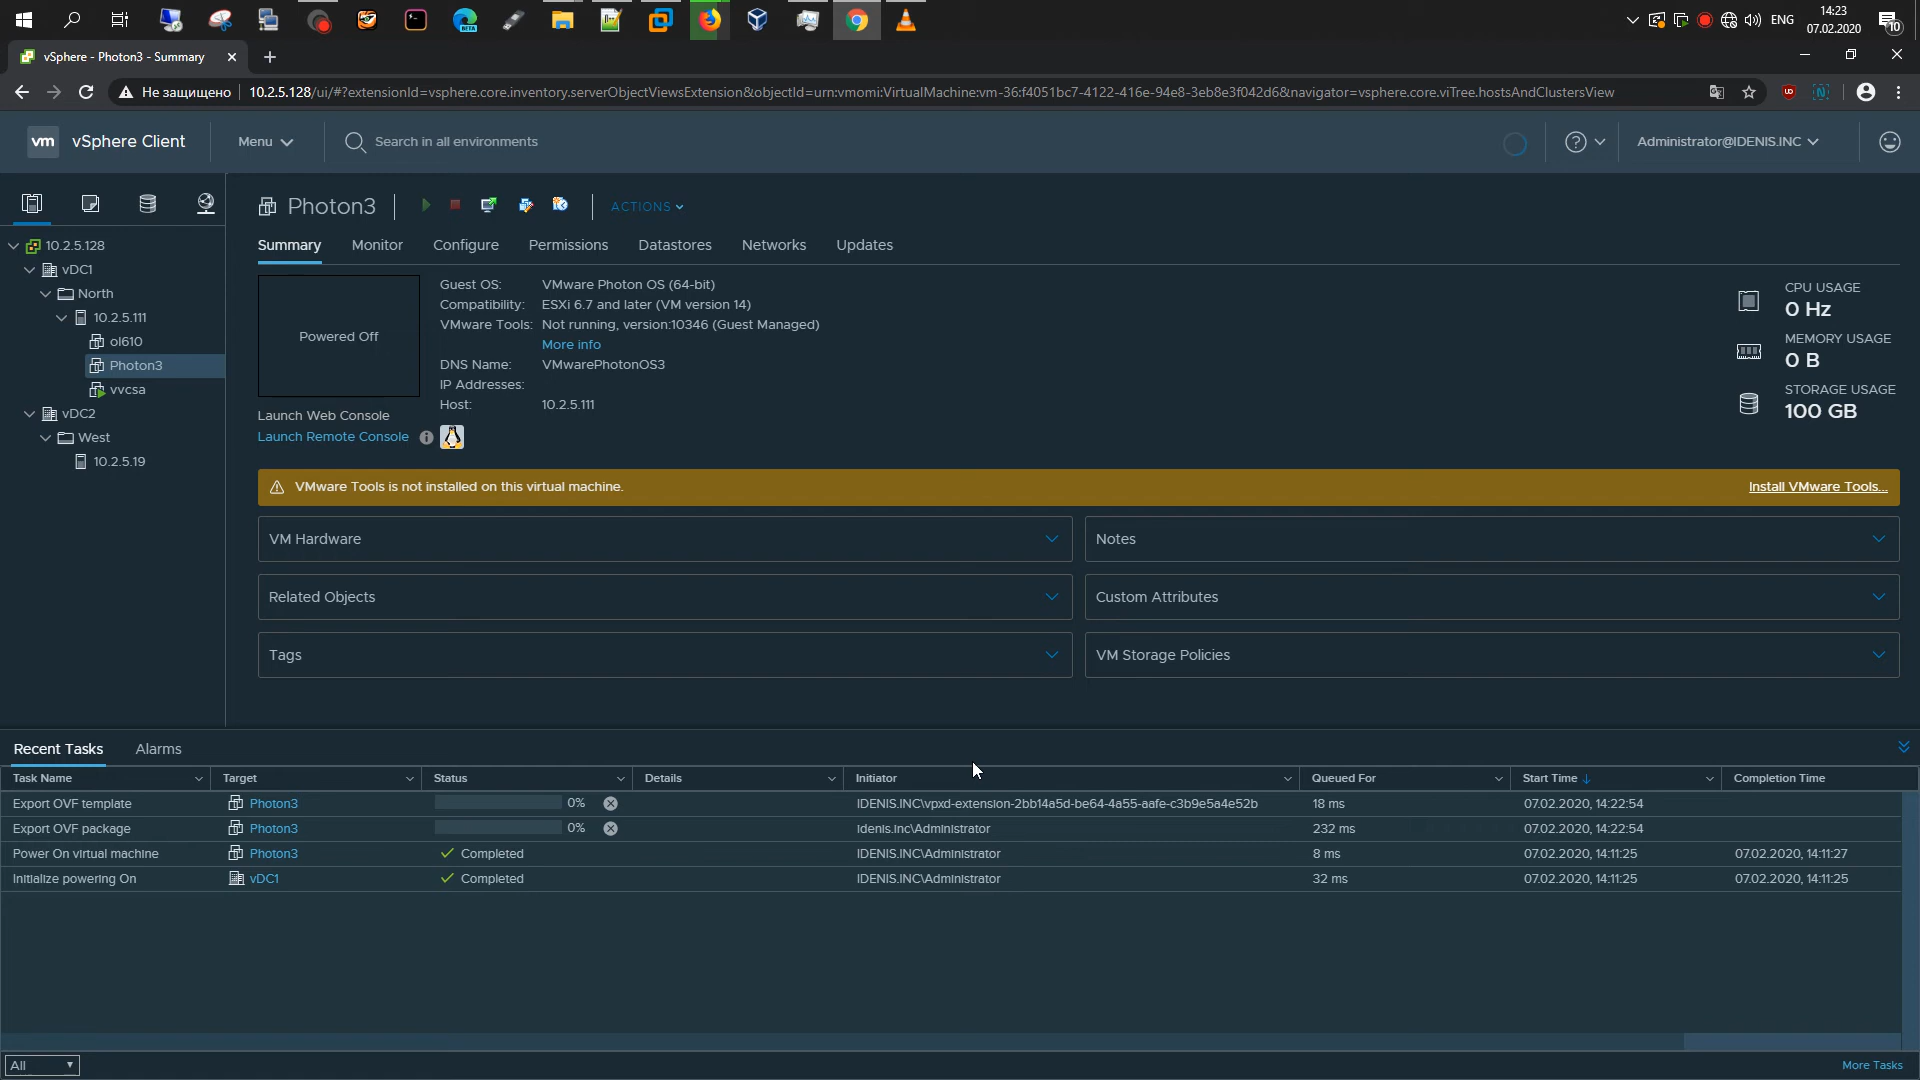 ENG
14:23
07.02.2020
10
BETA
vSphere - Photon3 - Summary
Не защищено
10.2.5.128/ui/#?extensionId=vsphere.core.inventory.serverObjectViewsExtension&objectId=urn:vmomi:VirtualMachine:vm-36:f4051bc7-4122-416e-94e8-3eb8e3f042d6&navigator=vsphere.core.viTree.hostsAndClustersView
vm vSphere Client
Menu
Search in all environments
Administrator@IDENIS.INC
10.2.5.128
vDC1
North
10.2.5.111
ol610
Photon3
vvcsa
vDC2
West
10.2.5.19
Photon3
ACTIONS
Summary Monitor Configure Permissions Datastores Networks Updates
Powered Off
Launch Web Console
Launch Remote Console
Guest OS: VMware Photon OS (64-bit)
Compatibility: ESXi 6.7 and later (VM version 14)
VMware Tools: Not running, version:10346 (Guest Managed)
More info
DNS Name: VMwarePhotonOS3
IP Addresses:
Host: 10.2.5.111
CPU USAGE
0 Hz
MEMORY USAGE
0 B
STORAGE USAGE
100 GB
VMware Tools is not installed on this virtual machine. Install VMware Tools...
VM Hardware
Notes
Related Objects
Custom Attributes
Tags
VM Storage Policies
Recent Tasks Alarms
Task Name Target Status Details Initiator Queued For Start Time Completion Time
Export OVF template Photon3 0% IDENIS.INC\vpxd-extension-2bb14a5d-be64-4a55-aafe-c3b9e5a4e52b 18 ms 07.02.2020, 14:22:54
Export OVF package Photon3 0% Idenis.inc\Administrator 232 ms 07.02.2020, 14:22:54
Power On virtual machine Photon3 Completed IDENIS.INC\Administrator 8 ms 07.02.2020, 14:11:25 07.02.2020, 14:11:27
Initialize powering On vDC1 Completed IDENIS.INC\Administrator 32 ms 07.02.2020, 14:11:25 07.02.2020, 14:11:25
All
More Tasks